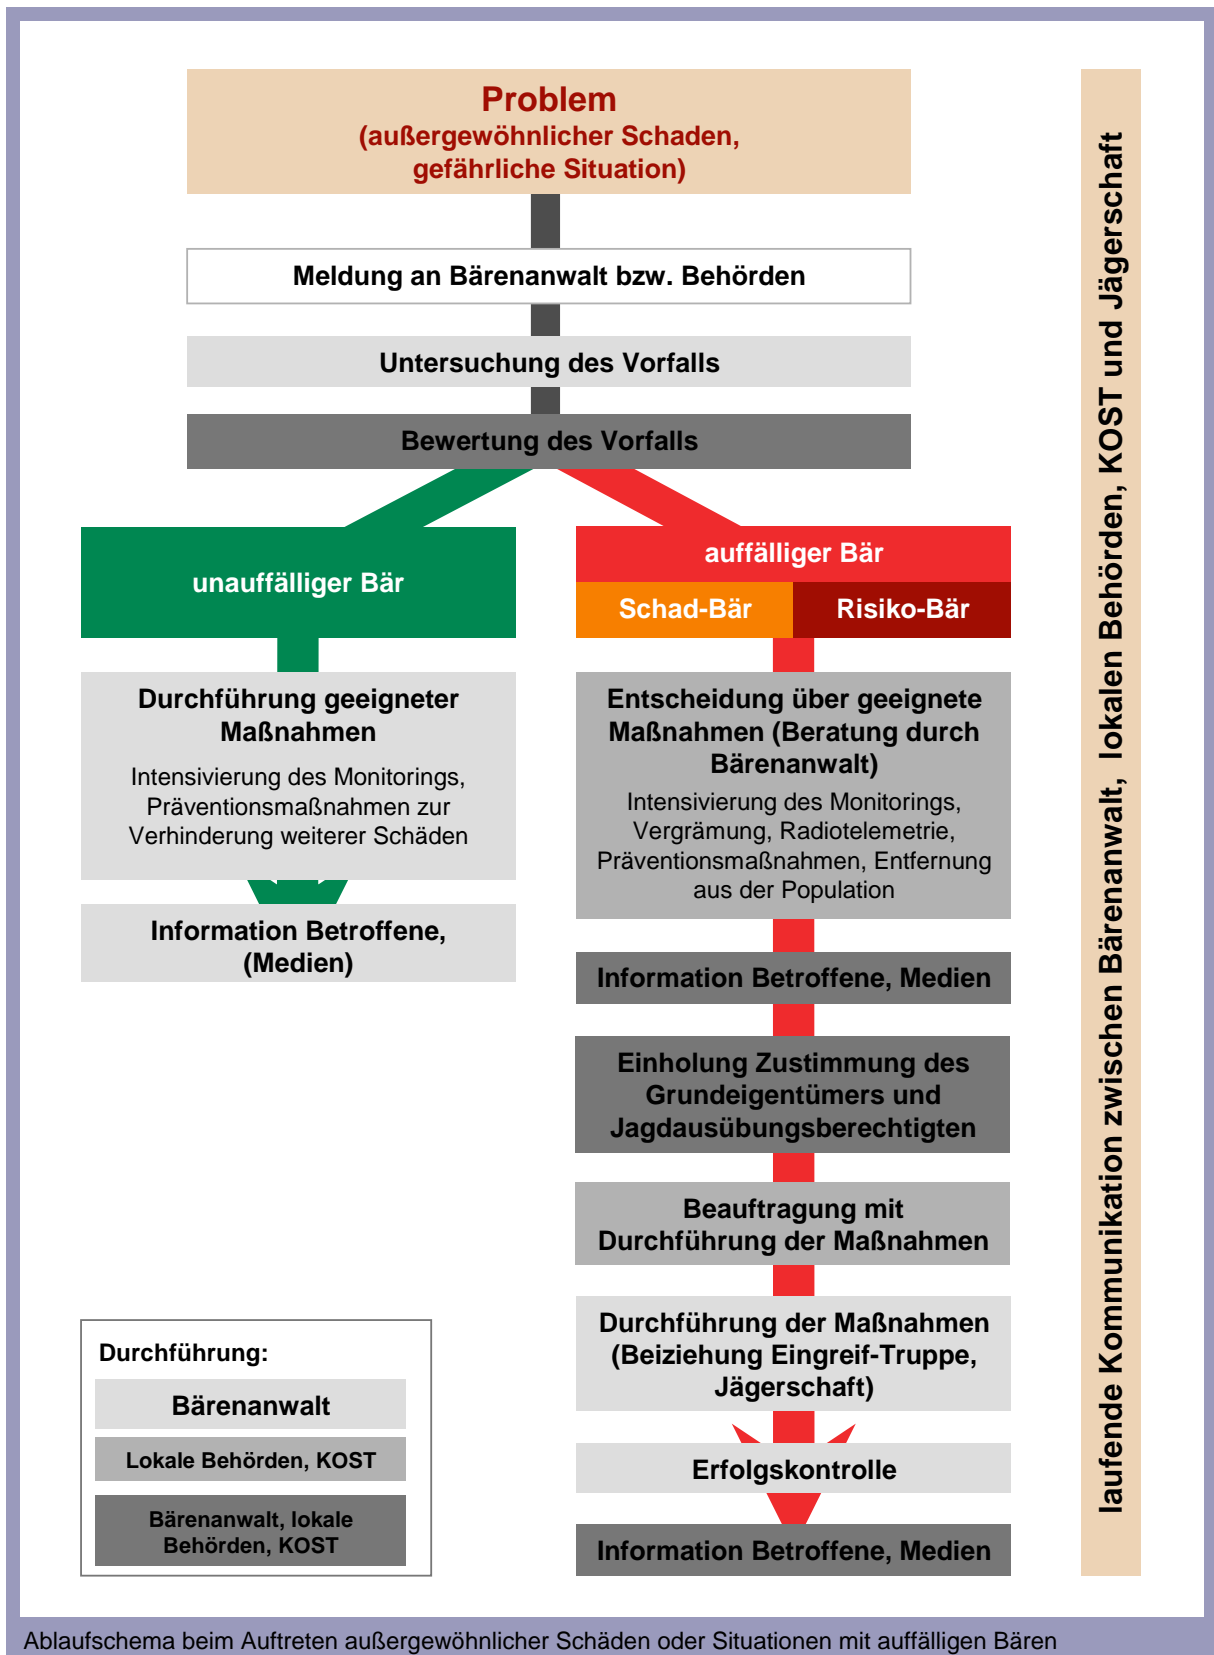 Problem
(außergewöhnlicher Schaden,
gefährliche Situation)
Meldung an Bärenanwalt bzw. Behörden
Untersuchung des Vorfalls
Bewertung des Vorfalls
unauffälliger Bär
Durchführung geeigneter
Maßnahmen
Intensivierung des Monitorings,
Präventionsmaßnahmen zur
Verhinderung weiterer Schäden
Information Betroffene,
(Medien)
auffälliger Bär
Schad-Bär
Risiko-Bär
Entscheidung über geeignete
Maßnahmen (Beratung durch
Bärenanwalt)
Intensivierung des Monitorings,
Vergrämung, Radiotelemetrie,
Präventionsmaßnahmen, Entfernung
aus der Population
Information Betroffene, Medien
Einholung Zustimmung des
Grundeigentümers und
Jagdausübungsberechtigten
Beauftragung mit
Durchführung der Maßnahmen
Durchführung der Maßnahmen
(Beiziehung Eingreif-Truppe,
Jägerschaft)
Erfolgskontrolle
Information Betroffene, Medien
Durchführung:
Bärenanwalt
Lokale Behörden, KOST
Bärenanwalt, lokale
Behörden, KOST
laufende Kommunikation zwischen Bärenanwalt, lokalen Behörden, KOST und Jägerschaft
Ablaufschema beim Auftreten außergewöhnlicher Schäden oder Situationen mit auffälligen Bären